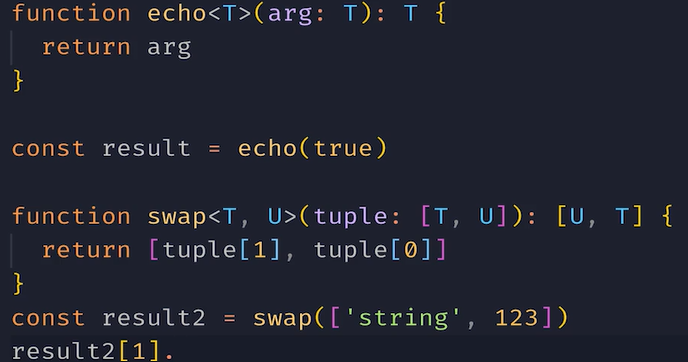 function echo<T>(arg: T): T {
  return arg
}
const result = echo(true)
function swap<T, U>(tuple: [T, U]): [U, T] {
  return [tuple[1], tuple[0]]
}
const result2 = swap(['string', 123])
result2[1].